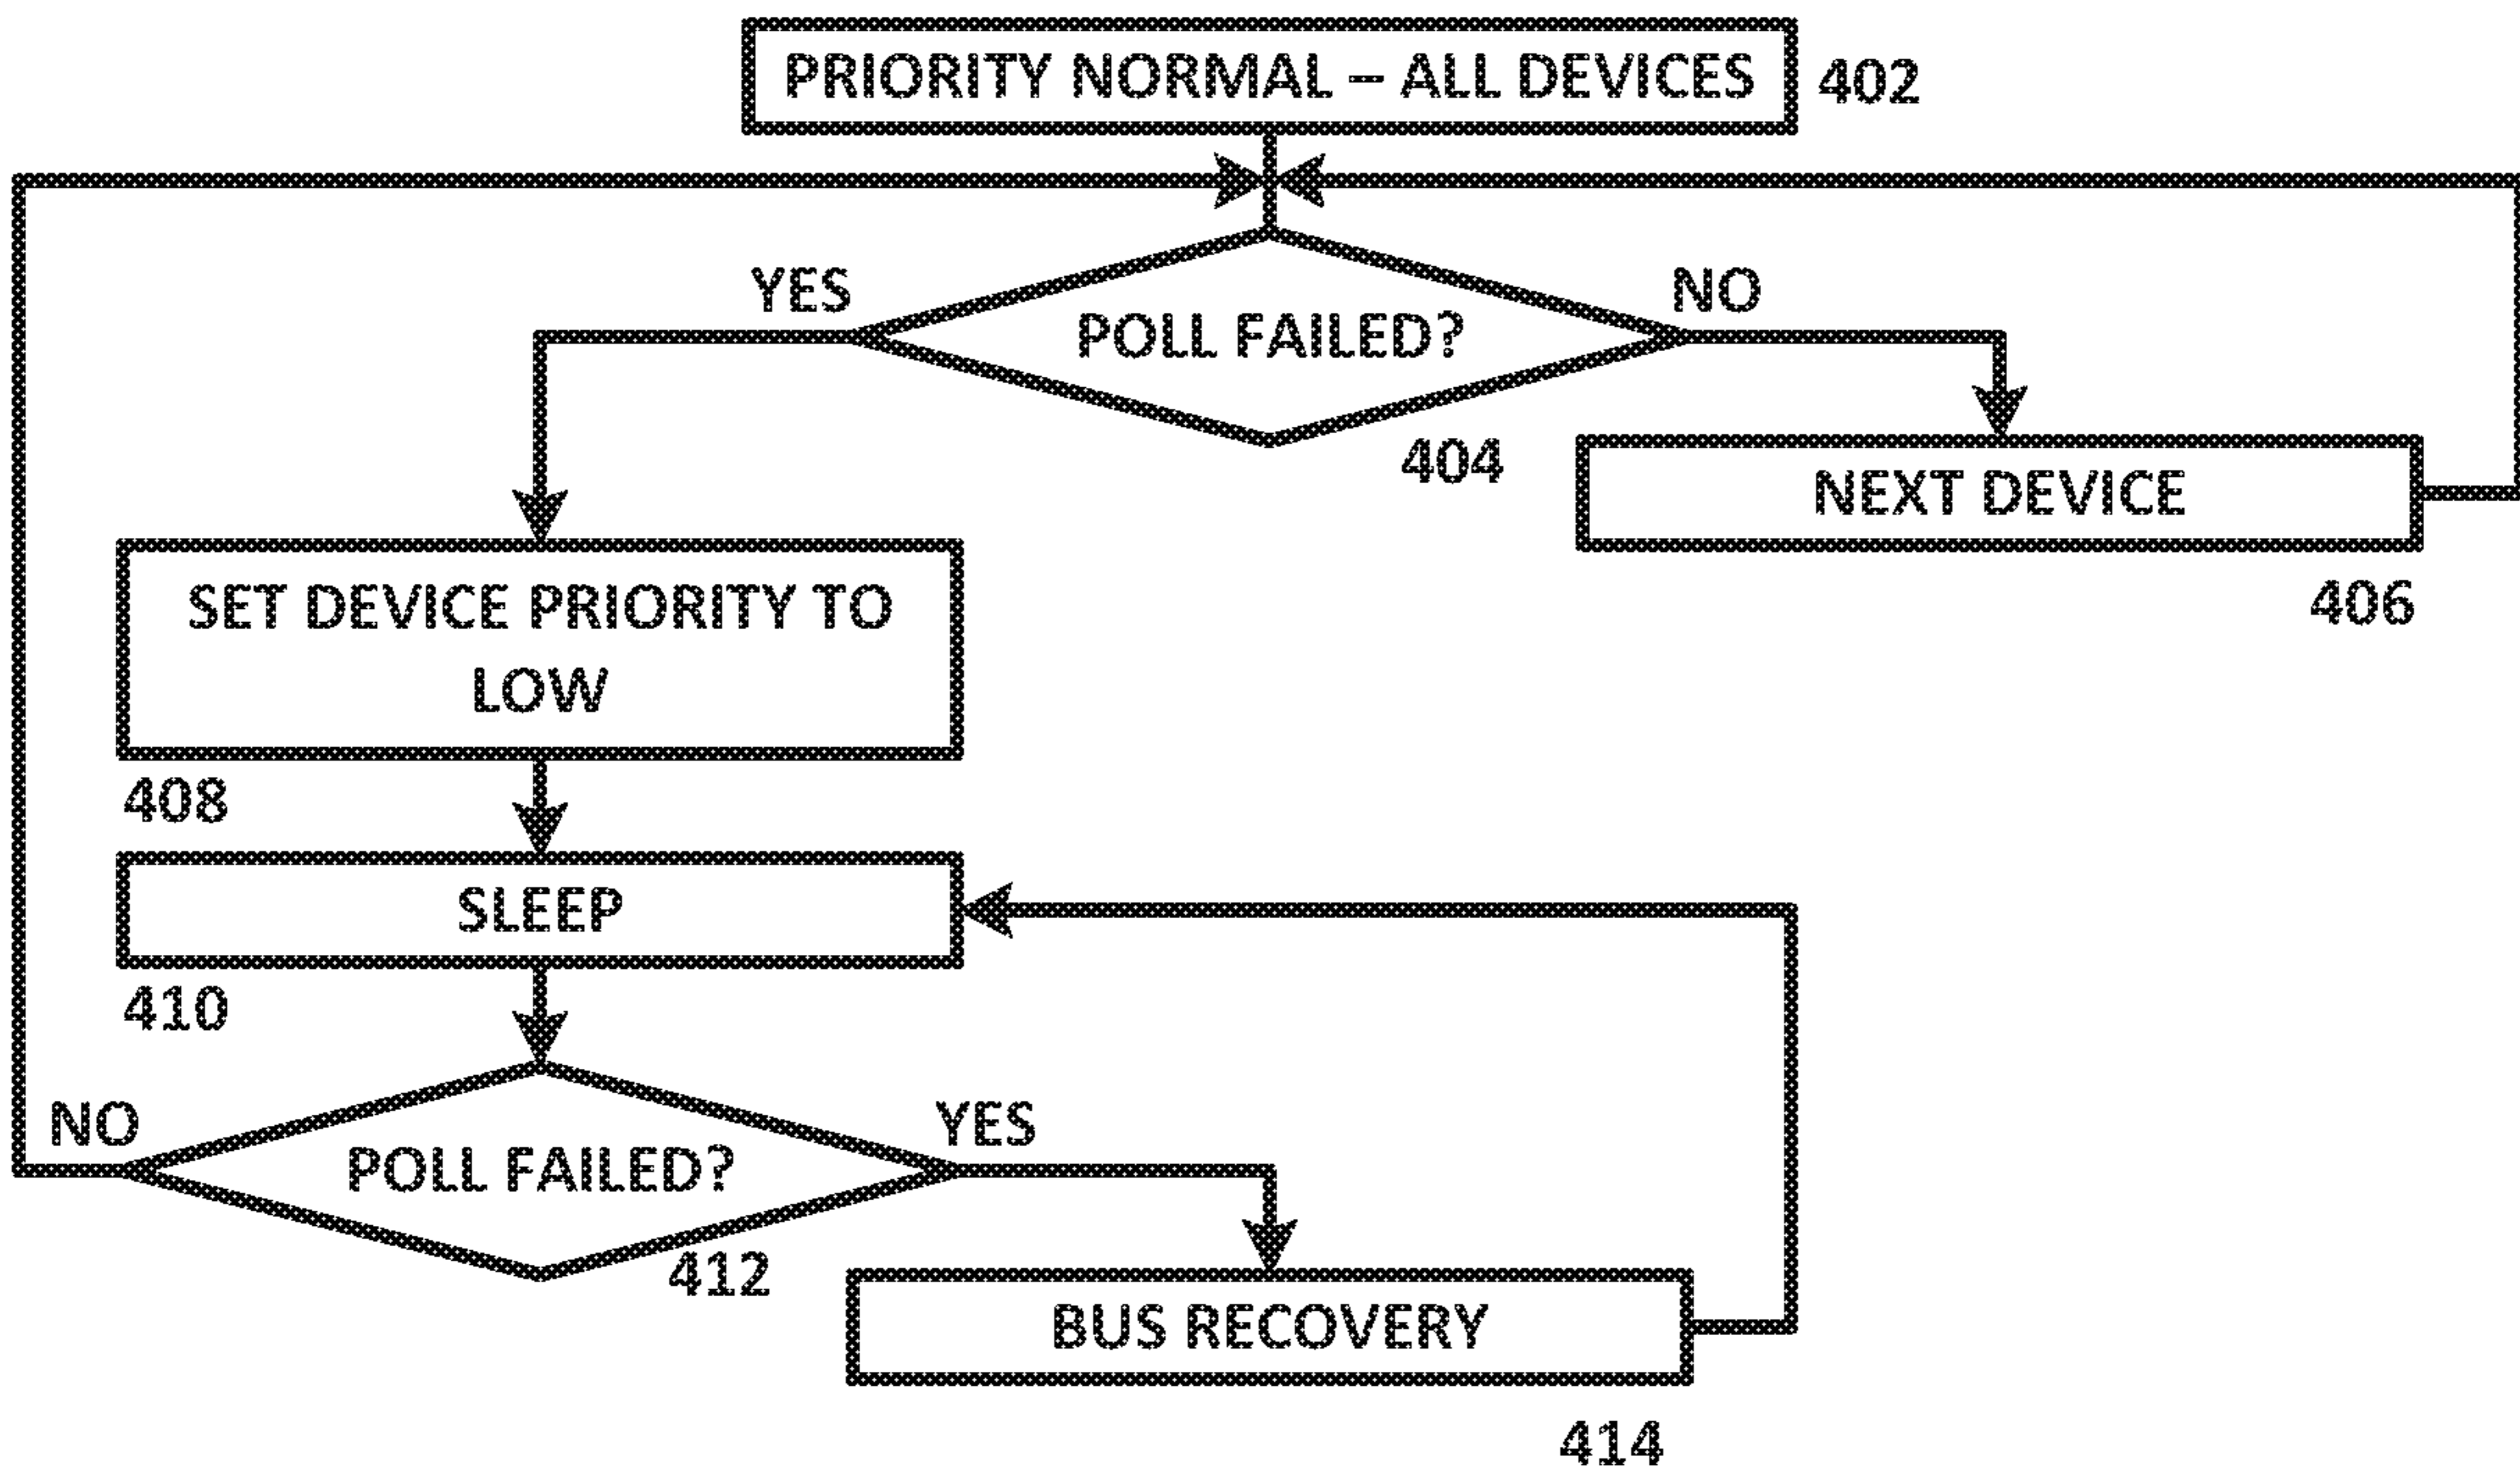 PRIORITY NORMAL – ALL DEVICES
402
YES
NO
POLL FAILED?
404
NEXT DEVICE
406
SET DEVICE PRIORITY TO
LOW
408
SLEEP
410
NO
YES
POLL FAILED?
412
BUS RECOVERY
414